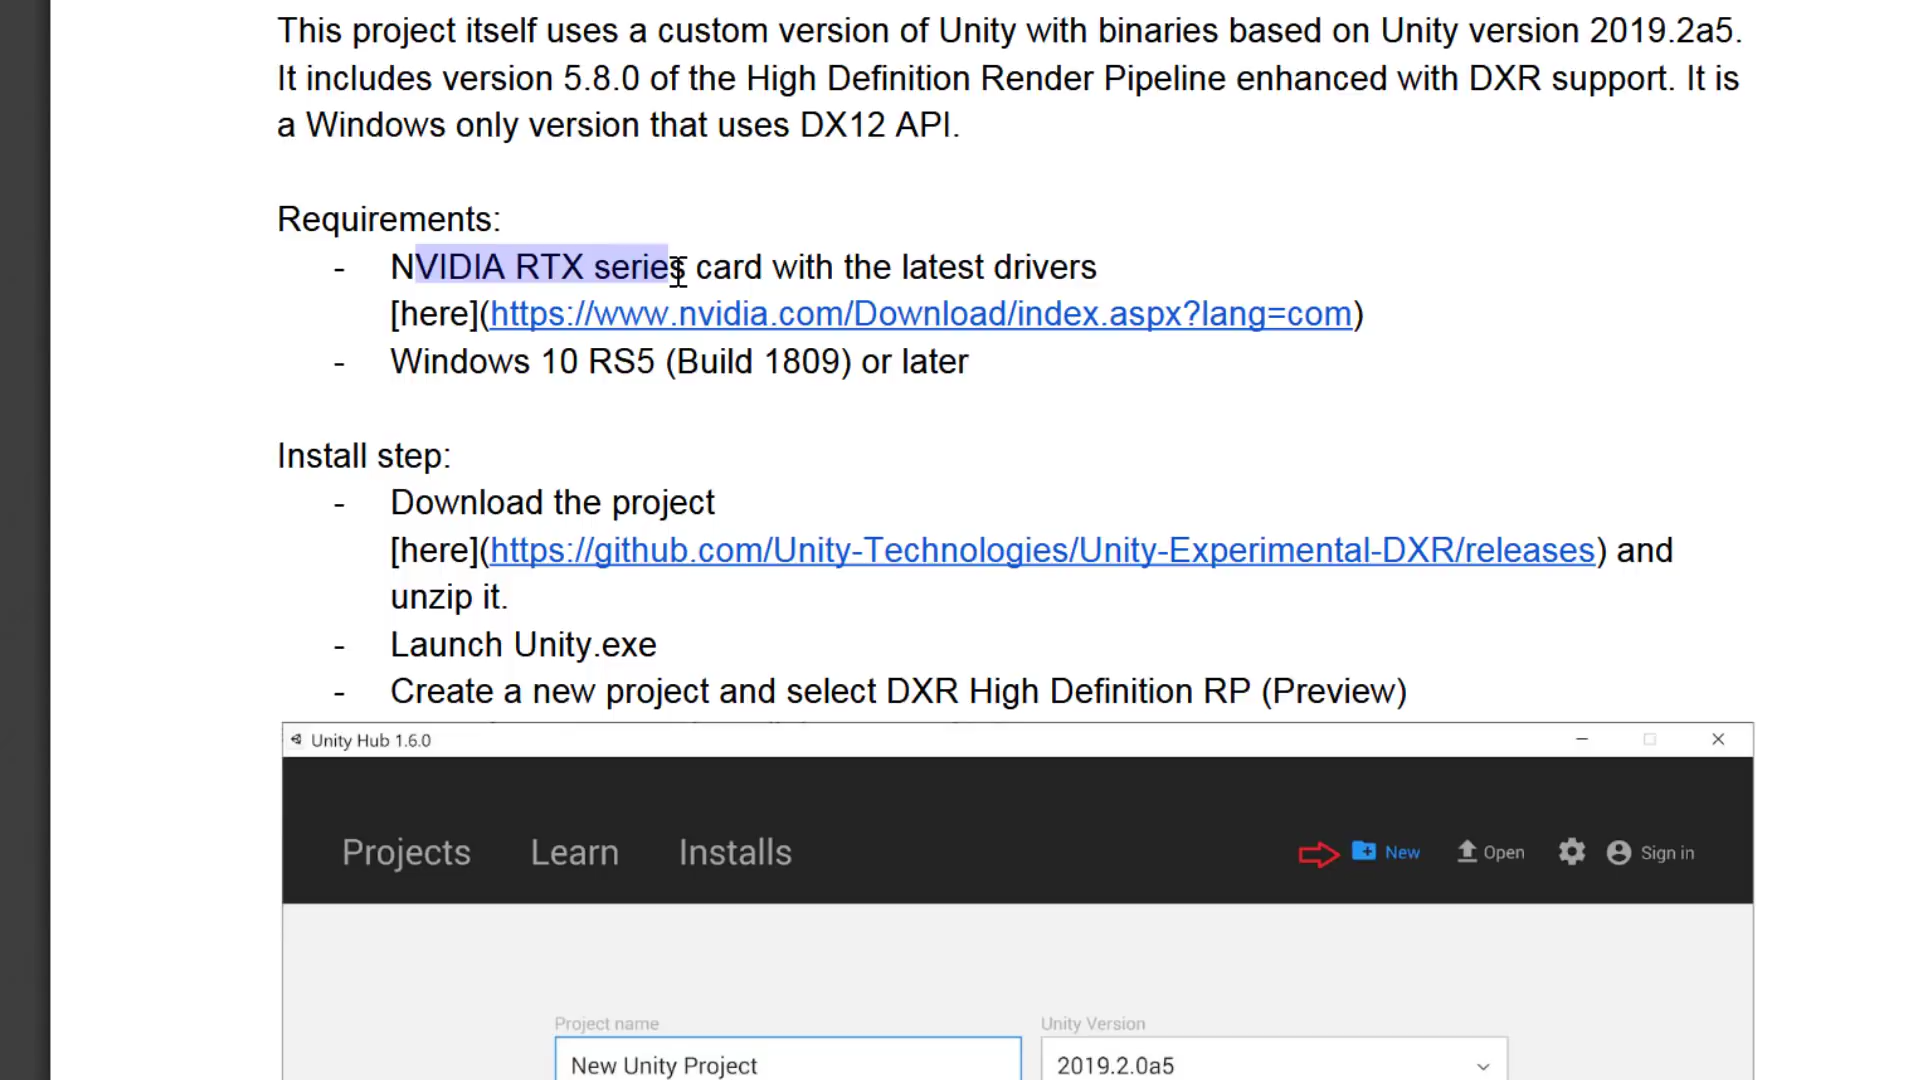 This project itself uses a custom version of Unity with binaries based on Unity version 2019.2a5.
It includes version 5.8.0 of the High Definition Render Pipeline enhanced with DXR support. It is
a Windows only version that uses DX12 API.
Requirements:
- NVIDIA RTX series card with the latest drivers
[here](https://www.nvidia.com/Download/index.aspx?lang=com)
- Windows 10 RS5 (Build 1809) or later
Install step:
- Download the project
[here](https://github.com/Unity-Technologies/Unity-Experimental-DXR/releases) and
unzip it.
- Launch Unity.exe
- Create a new project and select DXR High Definition RP (Preview)
Unity Hub 1.6.0
Projects Learn Installs New Open Sign in
Project name Unity Version
New Unity Project 2019.2.0a5